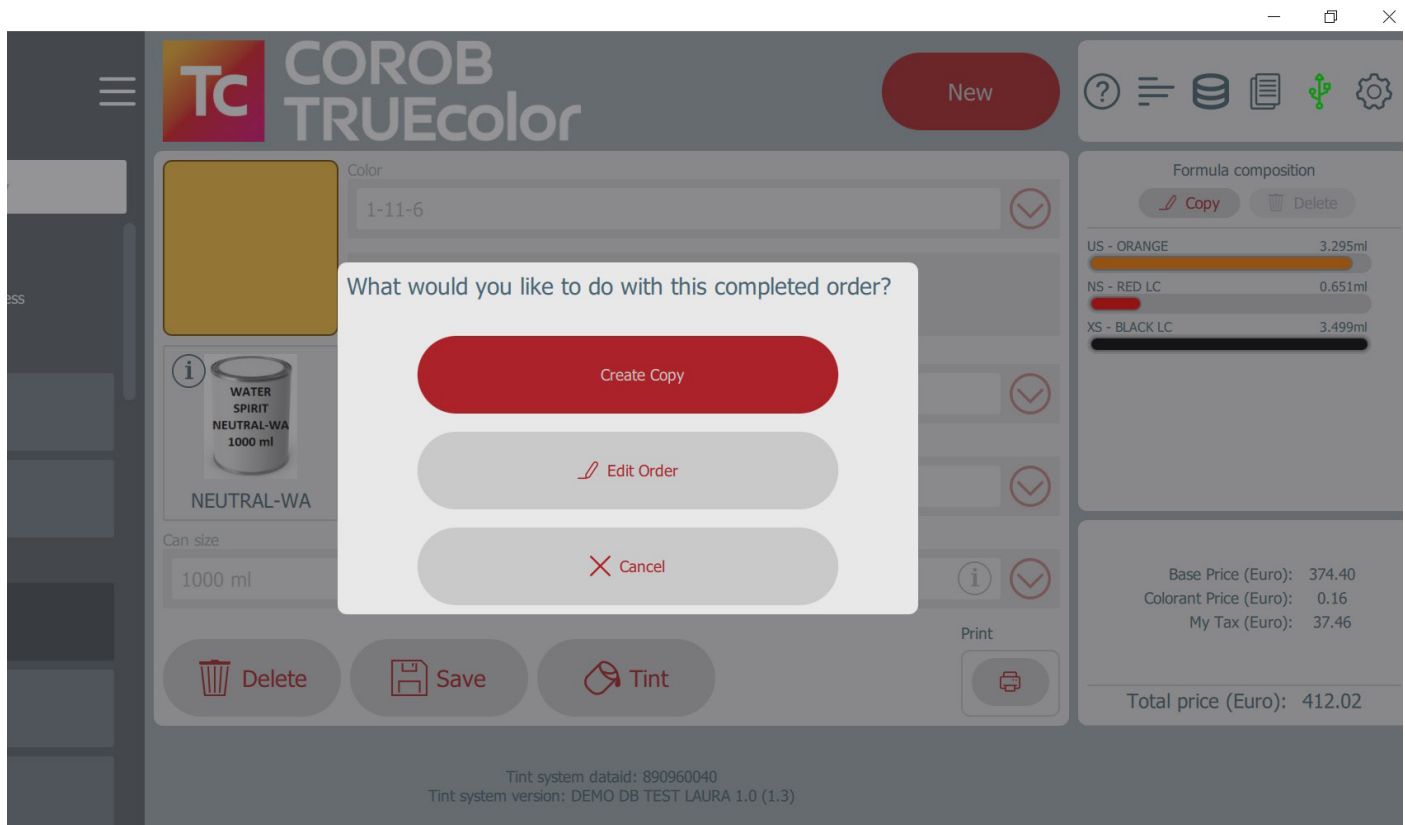 Tc
COROB
TRUEcolor
New
Color
1-11-6
ess
What would you like to do with this completed order?
Create Copy
Edit Order
Cancel
WATER
SPIRIT
NEUTRAL-WA
1000 ml
NEUTRAL-WA
Can size
1000 ml
Delete
Save
Tint
Print
Formula composition
Copy
Delete
US - ORANGE 3.295ml
NS - RED LC 0.651ml
XS - BLACK LC 3.499ml
Base Price (Euro): 374.40
Colorant Price (Euro): 0.16
My Tax (Euro): 37.46
Total price (Euro): 412.02
Tint system dataid: 890960040
Tint system version: DEMO DB TEST LAURA 1.0 (1.3)